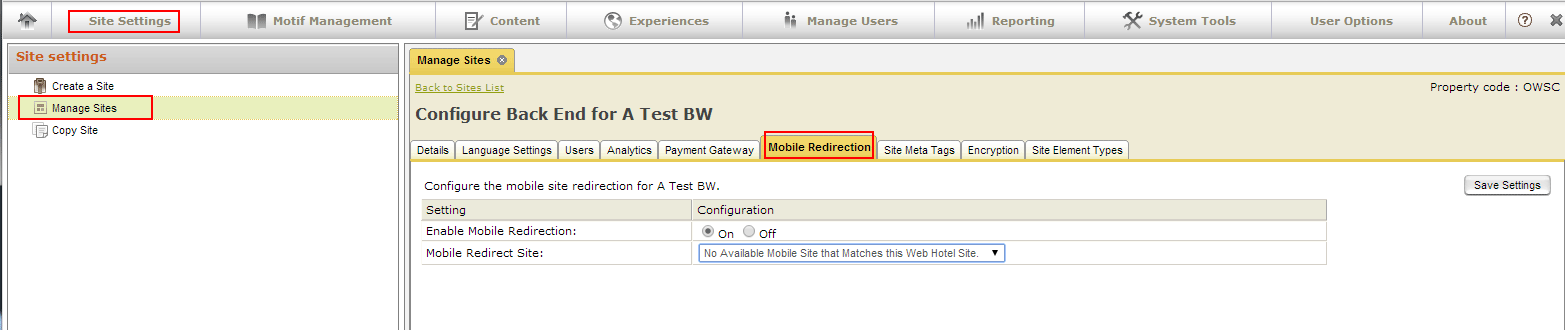 Site Settings Motif Management Content Experiences Manage Users Reporting System Tools User Options About ?
Site settings
Create a Site
Manage Sites
Copy Site
Manage Sites
Back to Sites List Property code : OWSC
Configure Back End for A Test BW
Details Language Settings Users Analytics Payment Gateway Mobile Redirection Site Meta Tags Encryption Site Element Types
Configure the mobile site redirection for A Test BW. Save Settings
Setting Configuration
Enable Mobile Redirection: On Off
Mobile Redirect Site: No Available Mobile Site that Matches this Web Hotel Site.